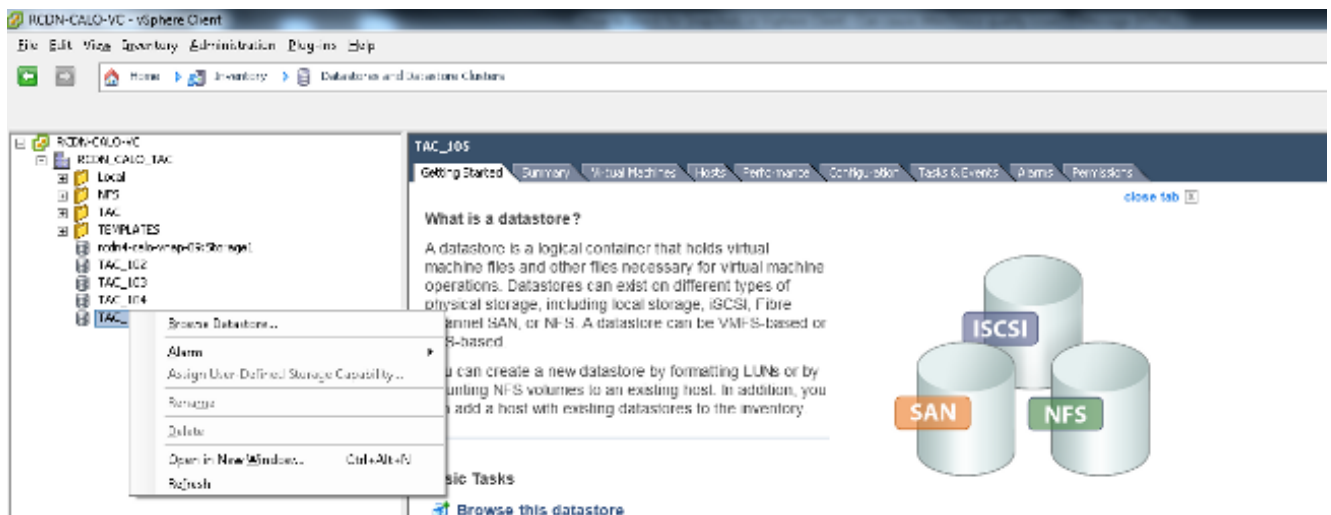 RCDN-CALO-VC - vSphere Client
File Edit View Inventory Administration Plug-ins Help
Home Inventory Datastores and Datastore Clusters
RCDN-CALO-VC
RCDN_CALO_TAC
Local
NFS
TAC
TEMPLATES
TAC_102
TAC_103
TAC_104
TAC_
Browse Datastore...
Alarm
Assign User-Defined Storage Capability...
Rename
Delete
Open in New Window... Ctrl+Alt+N
Refresh
TAC_105
Getting Started Summary Virtual Machines Hosts Performance Configuration Tasks & Events Alarms Permissions
close tab
What is a datastore?
A datastore is a logical container that holds virtual
machine files and other files necessary for virtual machine
operations. Datastores can exist on different types of
physical storage, including local storage, iSCSI, Fibre
annel SAN, or NFS. A datastore can be VMFS-based or
S-based.
u can create a new datastore by formatting LUNs or by
unting NFS volumes to an existing host. In addition, you
add a host with existing datastores to the inventory
sic Tasks
Browse this datastore
ISCSI
SAN
NFS